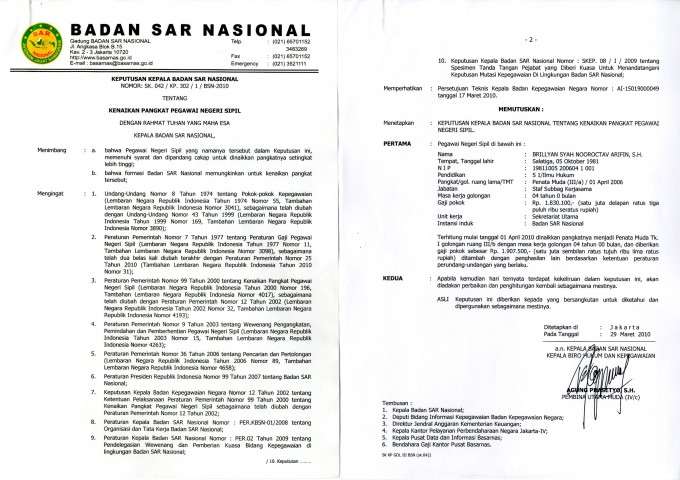 BADAN SAR NASIONAL
Gedung BADAN SAR NASIONAL Telp. : (021) 65701152
Jl. Angkasa Blok B.15 3483269
Kav. 2 - 3 Jakarta 10720 Fax : (021) 65701152
http://www.basarnas.go.id Emergency : (021) 3521111
E-mail : basarnas@basarnas.go.id
KEPUTUSAN KEPALA BADAN SAR NASIONAL
NOMOR: SK. 042 / KP. 302 / 1 / BSN-2010
TENTANG
KENAIKAN PANGKAT PEGAWAI NEGERI SIPIL
DENGAN RAHMAT TUHAN YANG MAHA ESA
KEPALA BADAN SAR NASIONAL,
Menimbang : a. bahwa Pegawai Negeri Sipil yang namanya tersebut dalam Keputusan ini,
memenuhi syarat dan dipandang cakap untuk dinaikkan pangkatnya setingkat
lebih tinggi;
b. bahwa formasi Badan SAR Nasional memungkinkan untuk kenaikan pangkat
tersebut;
Mengingat : 1. Undang-Undang Nomor 8 Tahun 1974 tentang Pokok-pokok Kepegawaian
(Lembaran Negara Republik Indonesia Tahun 1974 Nomor 55, Tambahan
Lembaran Negara Republik Indonesia Nomor 3041), sebagaimana telah diubah
dengan Undang-Undang Nomor 43 Tahun 1999 (Lembaran Negara Republik
Indonesia Tahun 1999 Nomor 169, Tambahan Lembaran Negara Republik
Indonesia Nomor 3890);
2. Peraturan Pemerintah Nomor 7 Tahun 1977 tentang Peraturan Gaji Pegawai
Negeri Sipil (Lembaran Negara Republik Indonesia Tahun 1977 Nomor 11,
Tambahan Lembaran Negara Republik Indonesia Nomor 3098), sebagaimana
telah dua belas kali diubah terakhir dengan Peraturan Pemerintah Nomor 25
Tahun 2010 (Tambahan Lembaran Negara Republik Indonesia Tahun 2010
Nomor 31);
3. Peraturan Pemerintah Nomor 99 Tahun 2000 tentang Kenaikan Pangkat Pegawai
Negeri Sipil (Lembaran Negara Republik Indonesia Tahun 2000 Nomor 196,
Tambahan Lembaran Negara Republik Indonesia Nomor 4017), sebagaimana
telah diubah dengan Peraturan Pemerintah Nomor 12 Tahun 2002 (Lembaran
Negara Republik Indonesia Tahun 2002 Nomor 32, Tambahan Lembaran Negara Republik
Indonesia Nomor 4193);
4. Peraturan Pemerintah Nomor 9 Tahun 2003 tentang Wewenang Pengangkatan,
Pemindahan dan Pemberhentian Pegawai Negeri Sipil (Lembaran Negara Republik
Indonesia Tahun 2003 Nomor 15, Tambahan Lembaran Negara Republik Indonesia
Nomor 4263);
5. Peraturan Pemerintah Nomor 36 Tahun 2006 tentang Pencarian dan Pertolongan
(Lembaran Negara Republik Indonesia Tahun 2006 Nomor 89, Tambahan
Lembaran Negara Republik Indonesia Nomor 4658);
6. Peraturan Presiden Republik Indonesia Nomor 99 Tahun 2007 tentang Badan SAR
Nasional;
7. Keputusan Kepala Badan Kepegawaian Negara Nomor 12 Tahun 2002 tentang
Ketentuan Pelaksanaan Peraturan Pemerintah Nomor 99 Tahun 2000 tentang
Kenaikan Pangkat Pegawai Negeri Sipil sebagaimana telah diubah dengan
Peraturan Pemerintah Nomor 12 Tahun 2002;
8. Peraturan Kepala Badan SAR Nasional Nomor : PER.KBSN-01/2008 tentang
Organisasi dan Tata Kerja Badan SAR Nasional;
9. Peraturan Kepala Badan SAR Nasional Nomor : PER.02 Tahun 2009 tentang
Pendelegasian Wewenang dan Pemberian Kuasa Bidang Kepegawaian di
lingkungan Badan SAR Nasional;
/ 10. Keputusan .........
- 2 -
10. Keputusan Kepala Badan SAR Nasional Nomor : SKEP. 08 / I / 2009 tentang
Spesimen Tanda Tangan Pejabat yang Diberi Kuasa Untuk Menandatangani
Keputusan Mutasi Kepegawaian Di Lingkungan Badan SAR Nasional;
Memperhatikan : Persetujuan Teknis Kepala Badan Kepegawaian Negara Nomor : AI-15019000049
tanggal 17 Maret 2010.
MEMUTUSKAN :
Menetapkan : KEPUTUSAN KEPALA BADAN SAR NASIONAL TENTANG KENAIKAN PANGKAT PEGAWAI
NEGERI SIPIL.
PERTAMA : Pegawai Negeri Sipil di bawah ini :
Nama : BRILLYAN SYAH NOOROCTAV ARIFIN, S.H.
Tempat, Tanggal lahir : Salatiga, 05 Oktober 1981
N I P : 19811005 200604 1 001
Pendidikan : S 1/Ilmu Hukum
Pangkat/gol. ruang lama/TMT : Penata Muda (III/a) / 01 April 2006
Jabatan : Staf Subbag Kerjasama
Masa kerja golongan : 04 tahun 0 bulan
Gaji pokok : Rp. 1.830.100,- (satu juta delapan ratus tiga
puluh ribu seratus rupiah)
Unit kerja : Sekretariat Utama
Instansi induk : Badan SAR Nasional
Terhitung mulai tanggal 01 April 2010 dinaikkan pangkatnya menjadi Penata Muda Tk.
I golongan ruang III/b dengan masa kerja golongan 04 tahun 00 bulan, dan diberikan
gaji pokok sebesar Rp. 1.907.500,- (satu juta sembilan ratus tujuh ribu lima ratus
rupiah) ditambah dengan penghasilan lain berdasarkan ketentuan peraturan
perundang-undangan yang berlaku.
KEDUA : Apabila kemudian hari ternyata terdapat kekeliruan dalam keputusan ini, akan
diadakan perbaikan dan penghitungan kembali sebagaimana mestinya.
ASLI Keputusan ini diberikan kepada yang bersangkutan untuk diketahui dan
dipergunakan sebagaimana mestinya.
Ditetapkan di : J a k a r t a
Pada Tanggal : 29 Maret 2010
a.n. KEPALA BADAN SAR NASIONAL
KEPALA BIRO HUKUM DAN KEPEGAWAIAN
AGUNG PRASETYO, S.H.
PEMBINA UTAMA MUDA (IV/c)
Tembusan :
1. Kepala Badan SAR Nasional;
2. Deputi Bidang Informasi Kepegawaian Badan Kepegawaian Negara;
3. Direktur Jendral Anggaran Kementerian Keuangan;
4. Kepala Kantor Pelayanan Perbendaharaan Negara Jakarta-IV;
5. Kepala Pusat Data dan Informasi Basarnas;
6. Bendahara Gaji Kantor Pusat Basarnas.
SK KP GOL III BSN (sk.042)